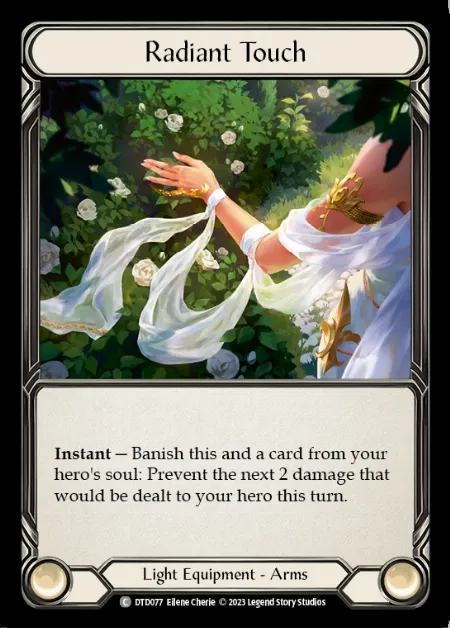 Radiant Touch
Instant — Banish this and a card from your
hero's soul: Prevent the next 2 damage that
would be dealt to your hero this turn.
Light Equipment - Arms
C DTD077 Eilene Cherie © 2023 Legend Story Studios